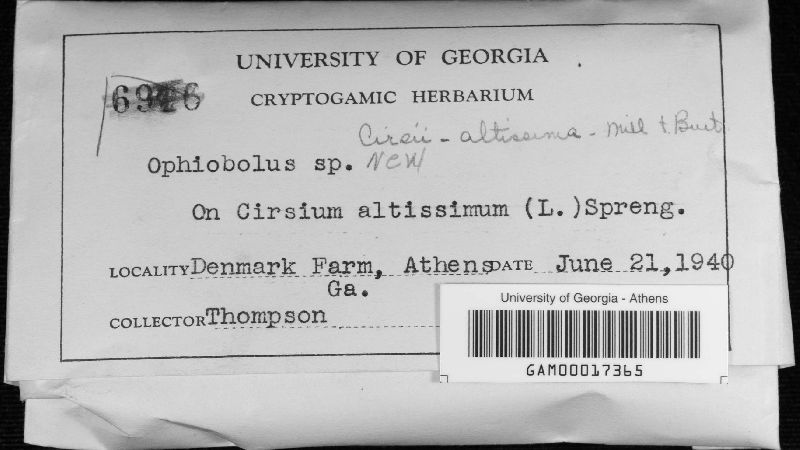 UNIVERSITY OF GEORGIA
CRYPTOGAMIC HERBARIUM
Cirsii - altissima - Mill & Burt
Ophiobolus sp. New
On Cirsium altissimum (L.)Spreng.
LOCALITY Denmark Farm, Athens DATE June 21,1940
Ga.
COLLECTOR Thompson
University of Georgia - Athens
GAM00017365